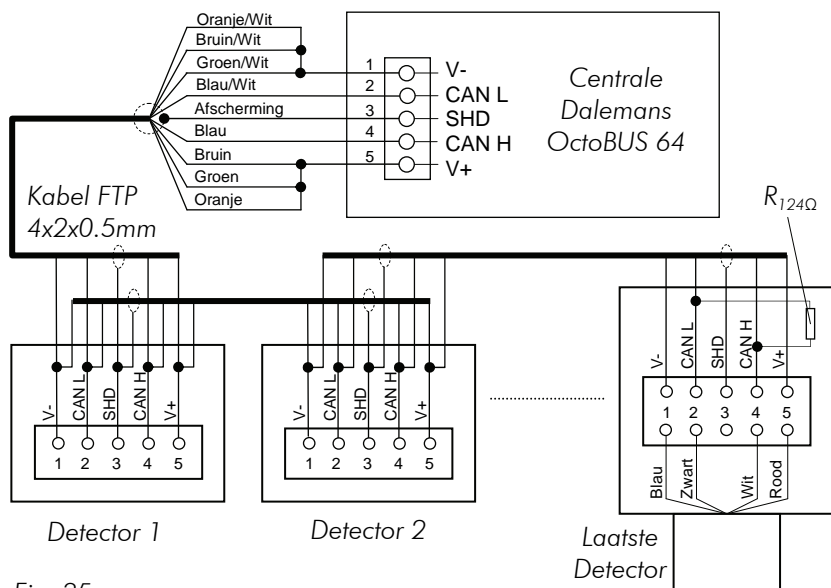 Oranje/Wit
Bruin/Wit
Groen/Wit
Blau/Wit
Afscherming
Blau
Bruin
Groen
Oranje
1 V-
2 CAN L
3 SHD
4 CAN H
5 V+
Centrale
Dalemans
OctoBUS 64
Kabel FTP
4x2x0.5mm
R124Ω
V- CAN L SHD CAN H V+
1 2 3 4 5
Detector 1
V- CAN L SHD CAN H V+
1 2 3 4 5
Detector 2
V- CAN L SHD CAN H V+
1 2 3 4 5
Blau Zwart Wit Rood
Laatste
Detector